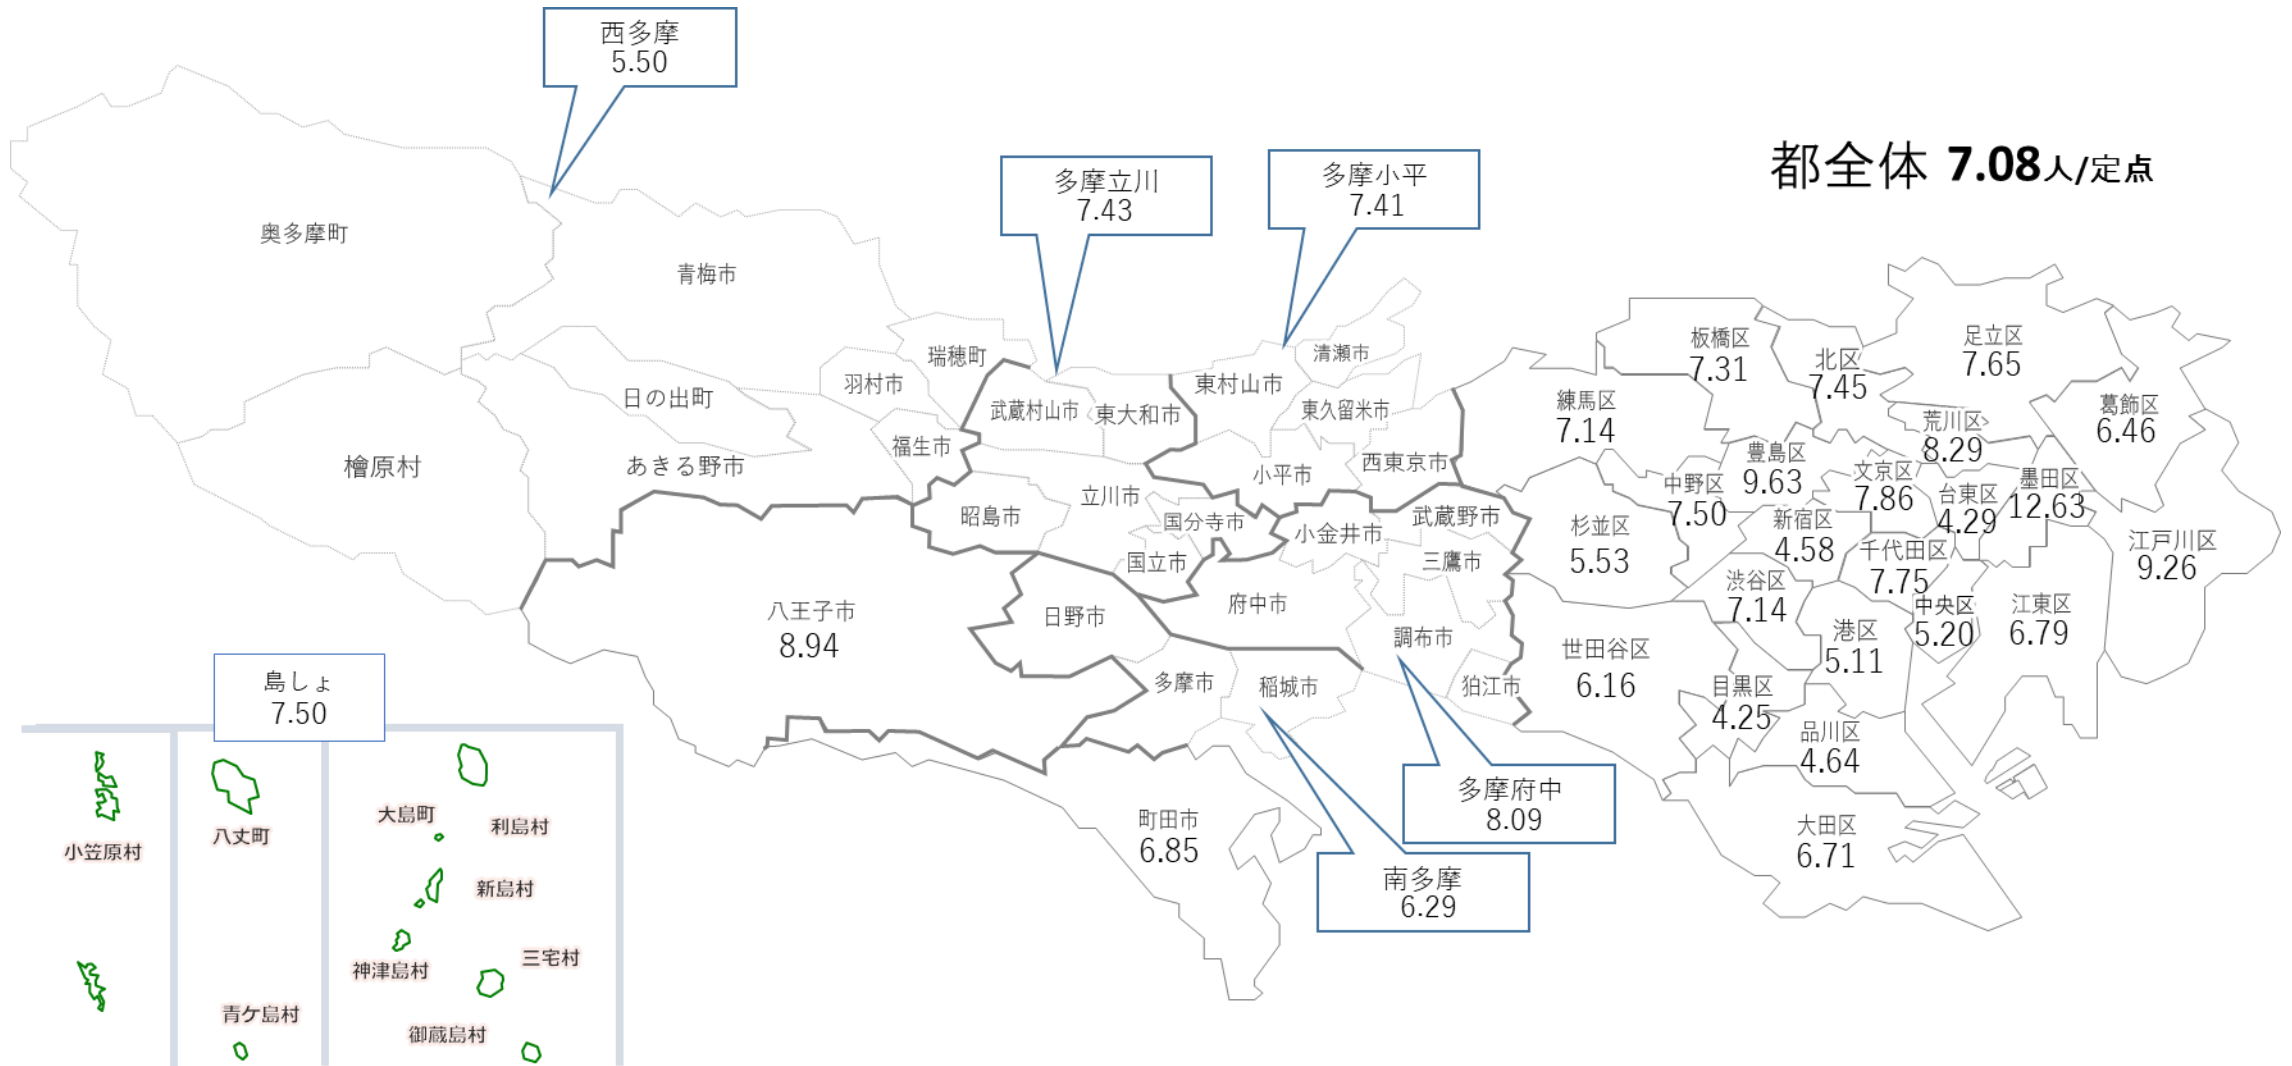 西多摩
5.50
多摩立川
7.43
多摩小平
7.41
都全体 7.08人/定点
奥多摩町
青梅市
瑞穂町
羽村市
日の出町
武蔵村山市
東大和市
東村山市
清瀬市
東久留米市
福生市
あきる野市
檜原村
小平市
西東京市
立川市
昭島市
国分寺市
小金井市
武蔵野市
国立市
三鷹市
府中市
日野市
八王子市
8.94
調布市
多摩市
稲城市
狛江市
町田市
6.85
多摩府中
8.09
南多摩
6.29
板橋区
7.31
北区
7.45
足立区
7.65
練馬区
7.14
荒川区
8.29
葛飾区
6.46
豊島区
9.63
中野区
7.50
文京区
7.86
台東区
4.29
墨田区
12.63
杉並区
5.53
新宿区
4.58
千代田区
7.75
江戸川区
9.26
渋谷区
7.14
中央区
5.20
江東区
6.79
港区
5.11
世田谷区
6.16
目黒区
4.25
品川区
4.64
大田区
6.71
島しょ
7.50
小笠原村
八丈町
青ケ島村
大島町
利島村
新島村
神津島村
三宅村
御蔵島村